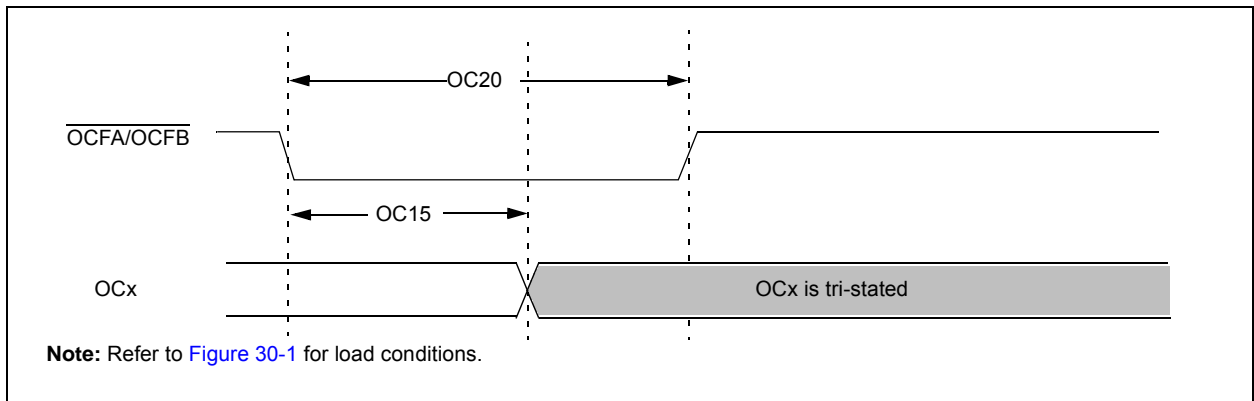 OC20
OCFA/OCFB
OC15
OCx
OCx is tri-stated
Note: Refer to Figure 30-1 for load conditions.